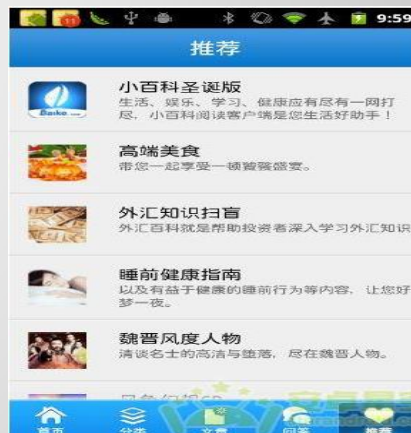 11
9:59
推荐
Baike
小百科圣诞版
生活、娱乐、学习、健康应有尽有一网打
尽，小百科阅读客户端是您生活好助手！
高端美食
带您一起享受一顿饕餮盛宴。
外汇知识扫盲
外汇百科就是帮助投资者深入学习外汇知识
睡前健康指南
以及有益于健康的睡前行为等内容，让您好
梦一夜。
魏晋风度人物
清谈名士的高洁与堕落，尽在魏晋人物。
首页
分类
文章
问答
推荐